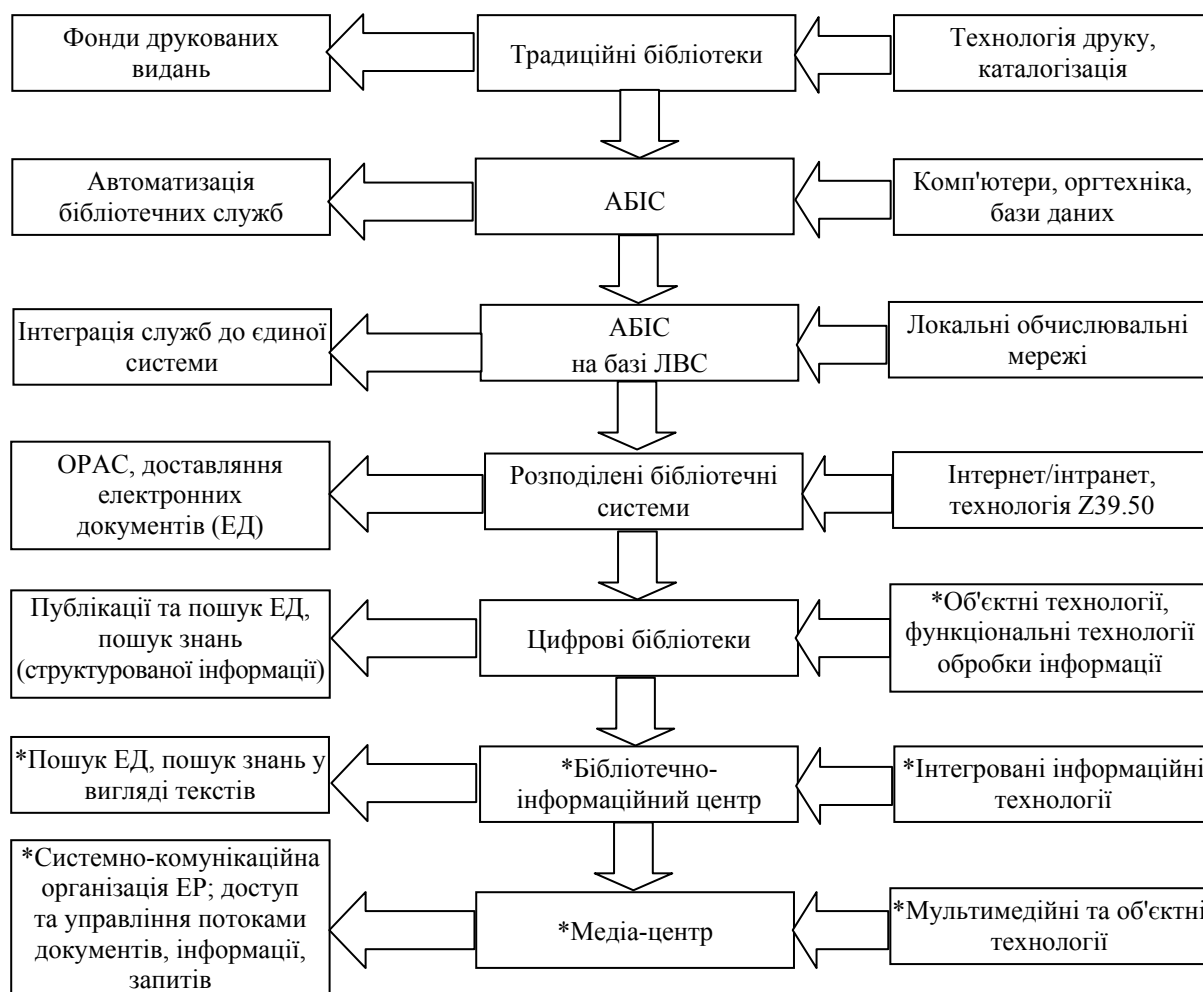 Фонди друкованих
видань
Традиційні бібліотеки
Технологія друку,
каталогізація
Автоматизація
бібліотечних служб
АБІС
Комп'ютери, оргтехніка,
бази даних
Інтеграція служб до єдиної
системи
АБІС
на базі ЛВС
Локальні обчислювальні
мережі
OPAC, доставляння
електронних
документів (ЕД)
Розподілені бібліотечні
системи
Інтернет/інтранет,
технологія Z39.50
Публікації та пошук ЕД,
пошук знань
(структурованої інформації)
Цифрові бібліотеки
*Об'єктні технології,
функціональні технології
обробки інформації
*Пошук ЕД, пошук знань у
вигляді текстів
*Бібліотечно-
інформаційний центр
*Інтегровані інформаційні
технології
*Системно-комунікаційна
організація ЕР; доступ
та управління потоками
документів, інформації,
запитів
*Медіа-центр
*Мультимедійні та об'єктні
технології